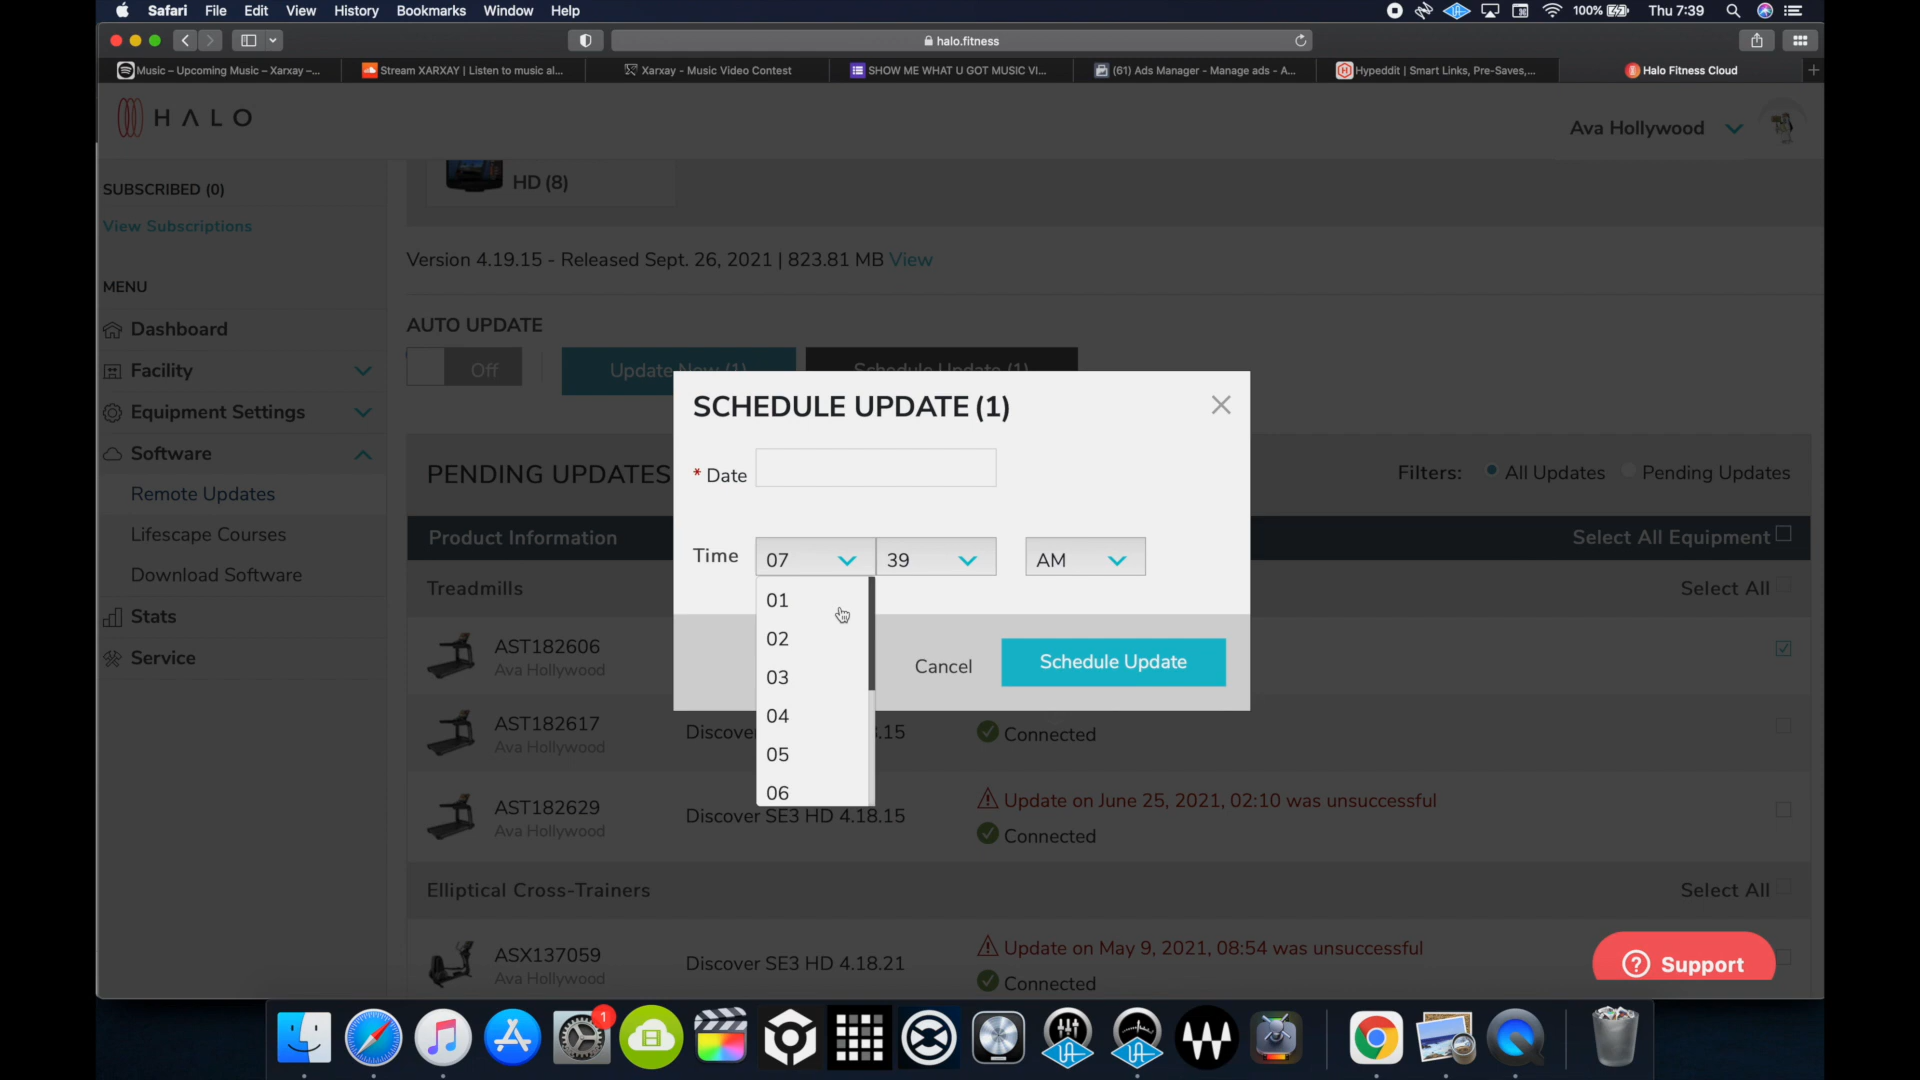 Safari File Edit View History Bookmarks Window Help 100% Thu 7:39
halo.fitness
Music – Upcoming Music – Xarxay –...
Stream XARXAY | Listen to music al...
Xarxay - Music Video Contest
SHOW ME WHAT U GOT MUSIC VI...
(61) Ads Manager - Manage ads - A...
Hypeddit | Smart Links, Pre-Saves,...
Halo Fitness Cloud
HALO
Ava Hollywood
SUBSCRIBED (0)
View Subscriptions
MENU
Dashboard
Facility
Equipment Settings
Software
Remote Updates
Lifescape Courses
Download Software
Stats
Service
HD (8)
Version 4.19.15 - Released Sept. 26, 2021 | 823.81 MB View
AUTO UPDATE
Off
Update Now (1)
Schedule Update (1)
PENDING UPDATES
Filters: All Updates Pending Updates
Product Information
Select All Equipment
Treadmills
Select All
AST182606
Ava Hollywood
AST182617
Ava Hollywood
Connected
AST182629
Ava Hollywood
Discover SE3 HD 4.18.15
Update on June 25, 2021, 02:10 was unsuccessful
Connected
Elliptical Cross-Trainers
Select All
ASX137059
Ava Hollywood
Discover SE3 HD 4.18.21
Update on May 9, 2021, 08:54 was unsuccessful
Connected
SCHEDULE UPDATE (1)
* Date
Time 07 39 AM
01
02
03
04
05
06
Cancel
Schedule Update
? Support
1